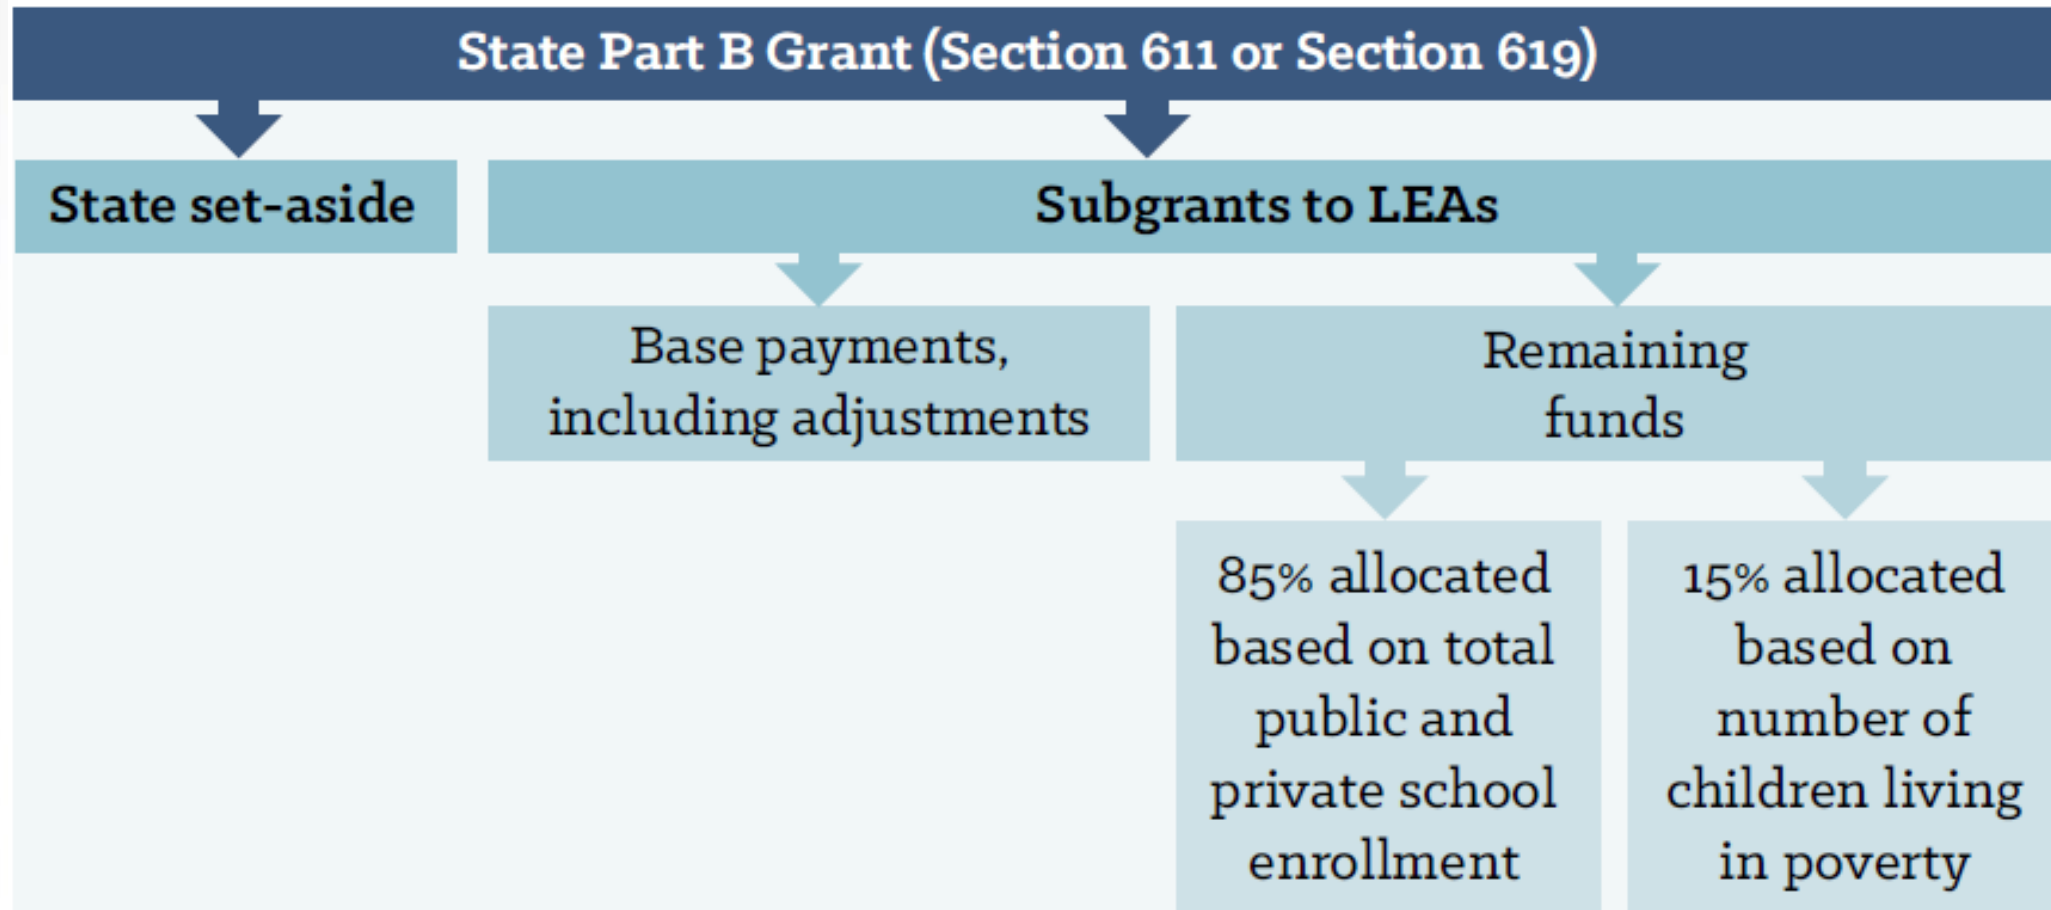 State Part B Grant (Section 611 or Section 619)
State set-aside
Subgrants to LEAs
Base payments,
including adjustments
Remaining
funds
85% allocated
based on total
public and
private school
enrollment
15% allocated
based on
number of
children living
in poverty